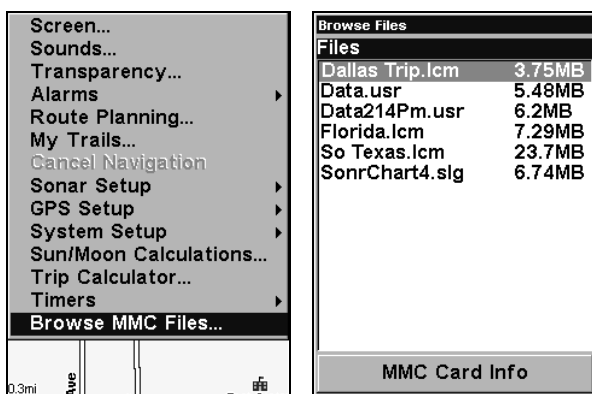 Screen...
Sounds...
Transparency...
Alarms
Route Planning...
My Trails...
Cancel Navigation
Sonar Setup
GPS Setup
System Setup
Sun/Moon Calculations...
Trip Calculator...
Timers
Browse MMC Files...
0.3mi
Ave
Browse Files
Files
Dallas Trip.lcm 3.75MB
Data.usr 5.48MB
Data214Pm.usr 6.2MB
Florida.lcm 7.29MB
So Texas.lcm 23.7MB
SonrChart4.slg 6.74MB
MMC Card Info